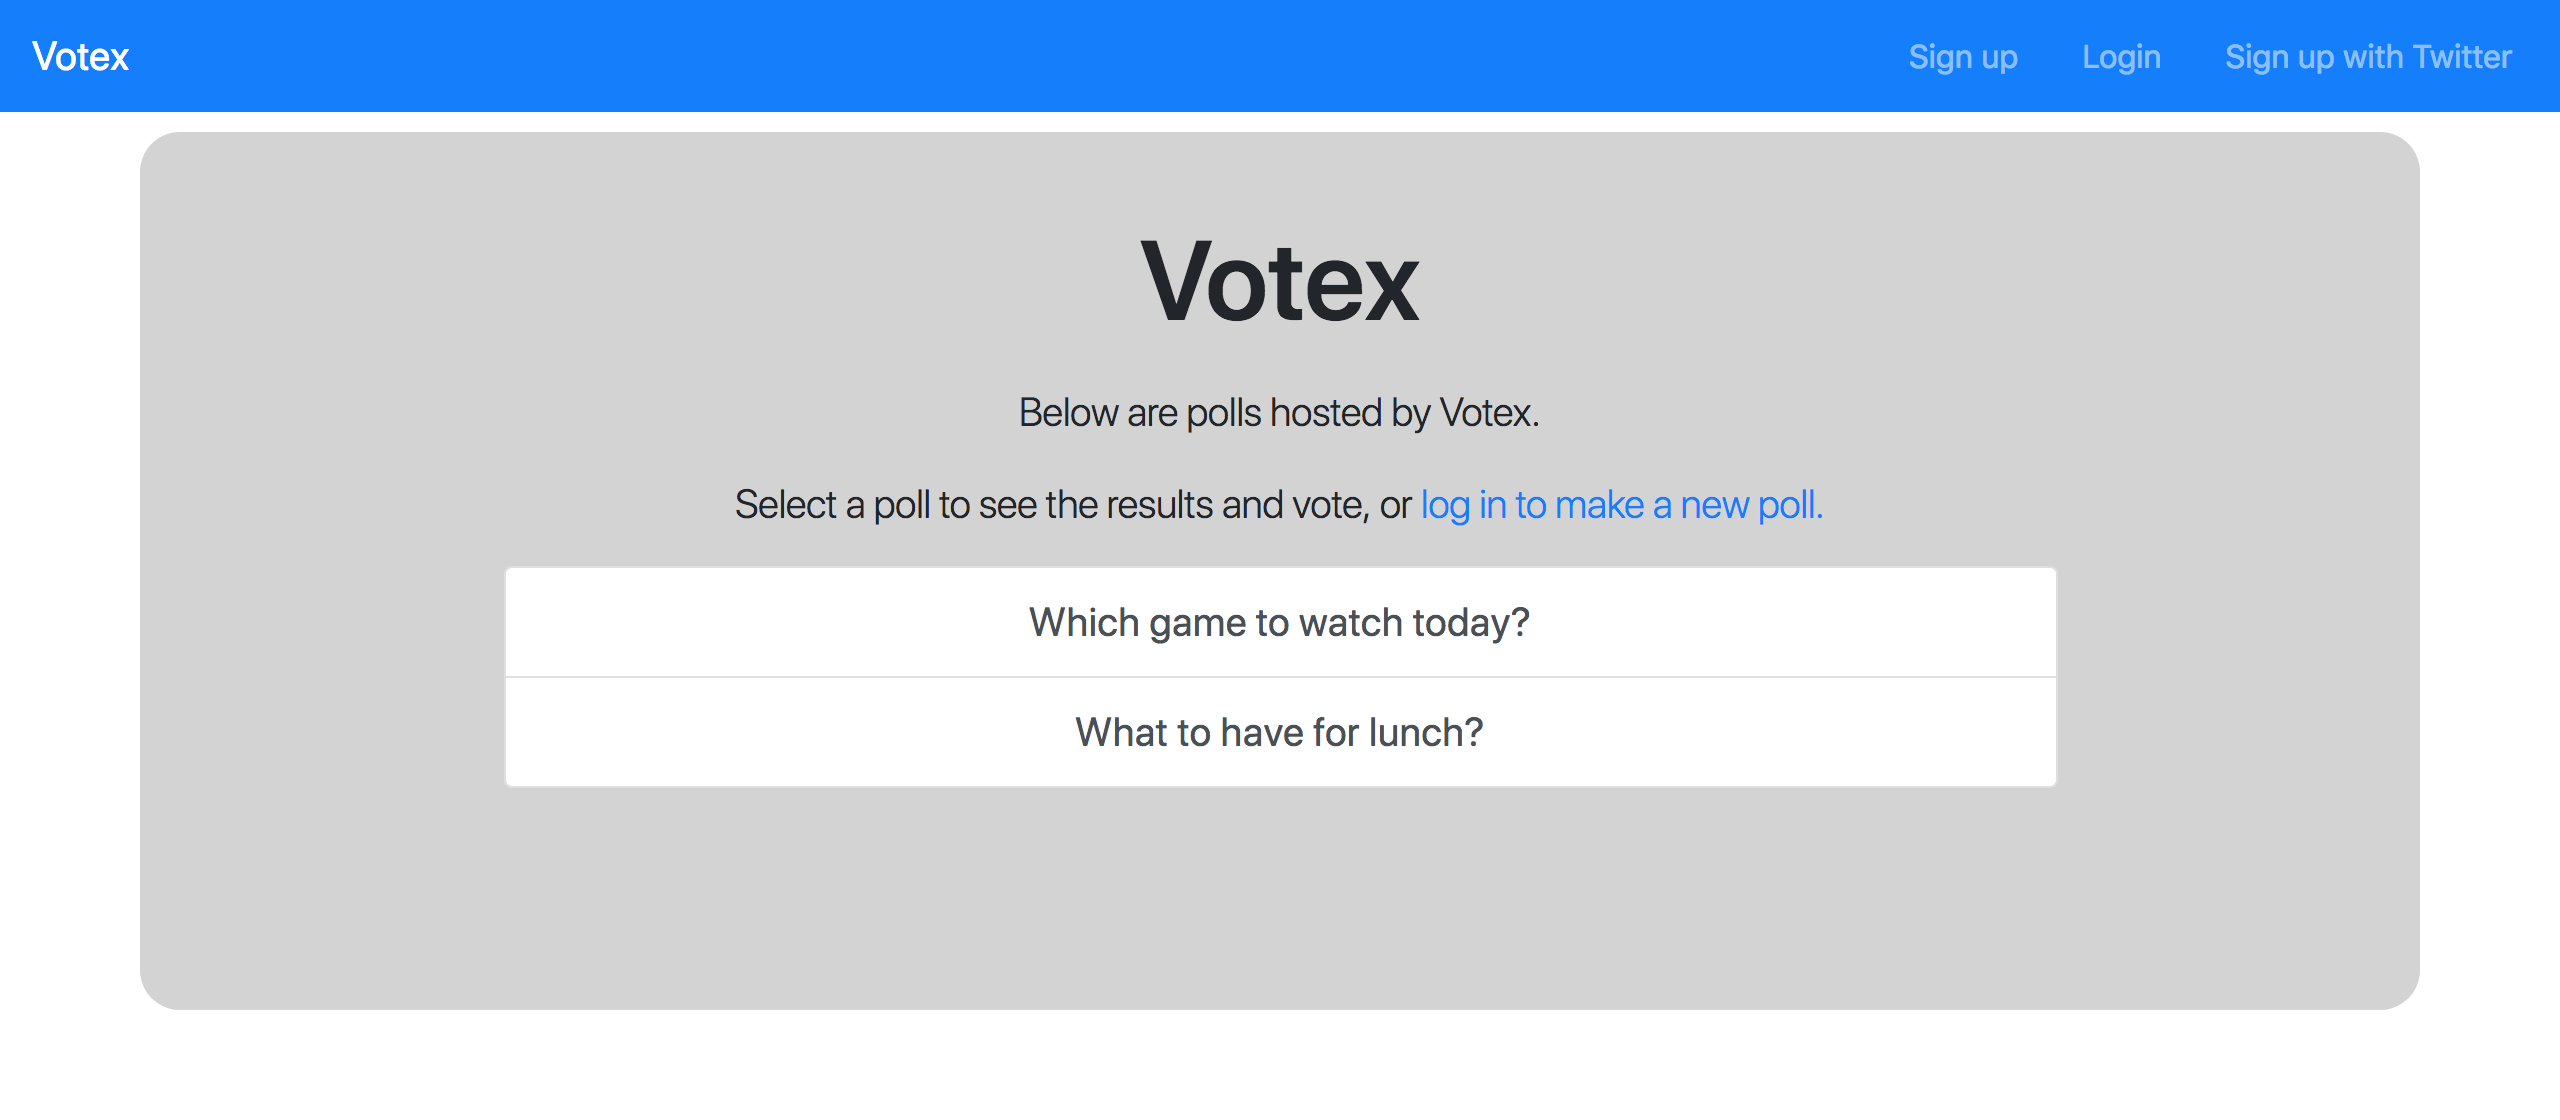 Votex
Sign up
Login
Sign up with Twitter
Votex
Below are polls hosted by Votex.
Select a poll to see the results and vote, or log in to make a new poll.
Which game to watch today?
What to have for lunch?